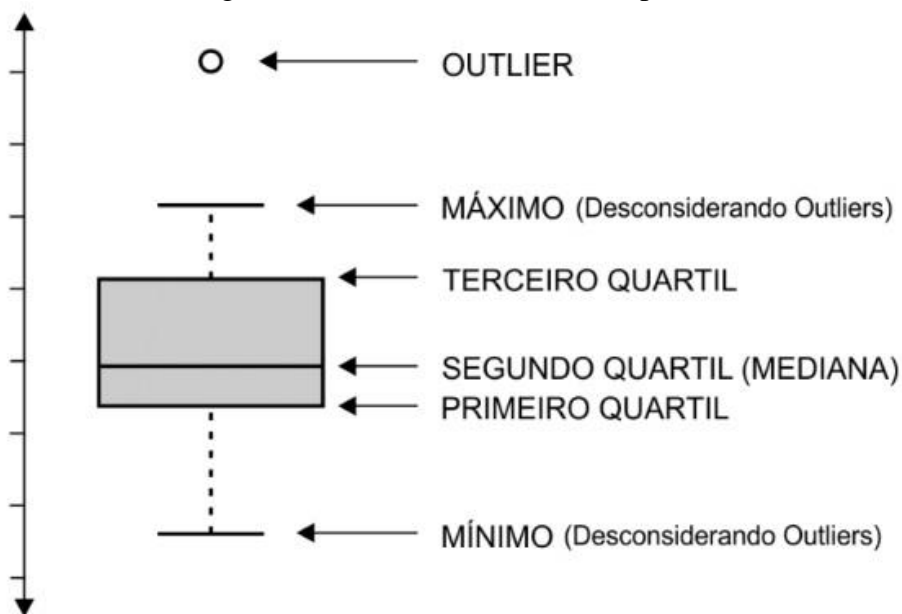 OUTLIER
MÁXIMO (Desconsiderando Outliers)
TERCEIRO QUARTIL
SEGUNDO QUARTIL (MEDIANA)
PRIMEIRO QUARTIL
MÍNIMO (Desconsiderando Outliers)